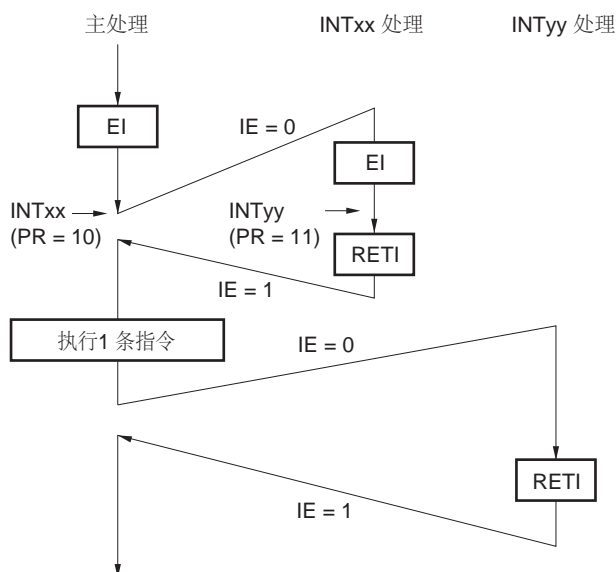 主处理
INTxx 处理
INTyy 处理
EI
IE = 0
EI
INTxx
(PR = 10)
INTyy
(PR = 11)
RETI
IE = 1
执行1 条指令
IE = 0
RETI
IE = 1